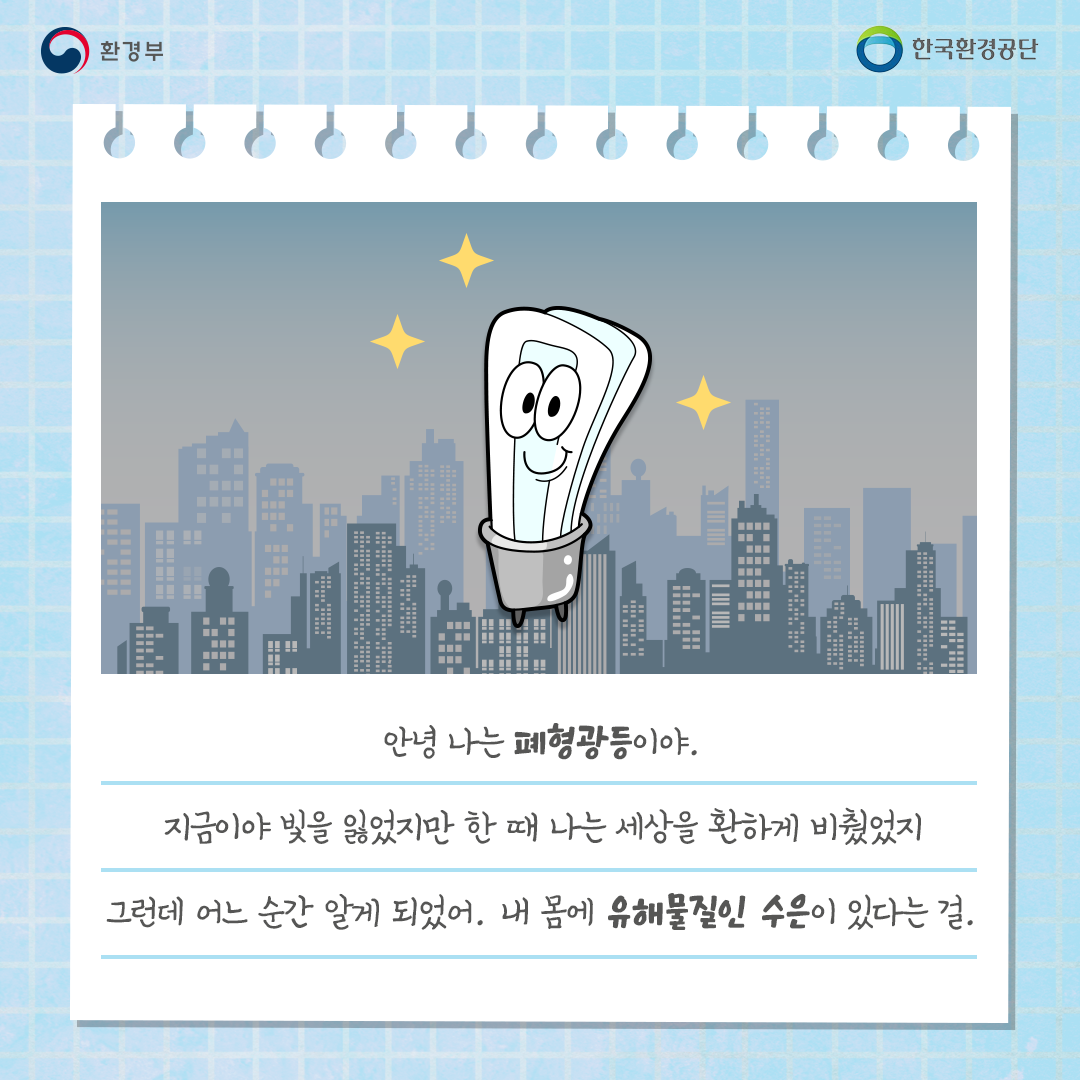 환경부
한국환경공단
안녕 나는 폐형광등이야.
지금이야 빛을 잃었지만 한 때 나는 세상을 환하게 비췄었지
그런데 어느 순간 알게 되었어. 내 몸에 유해물질인 수은이 있다는 걸.